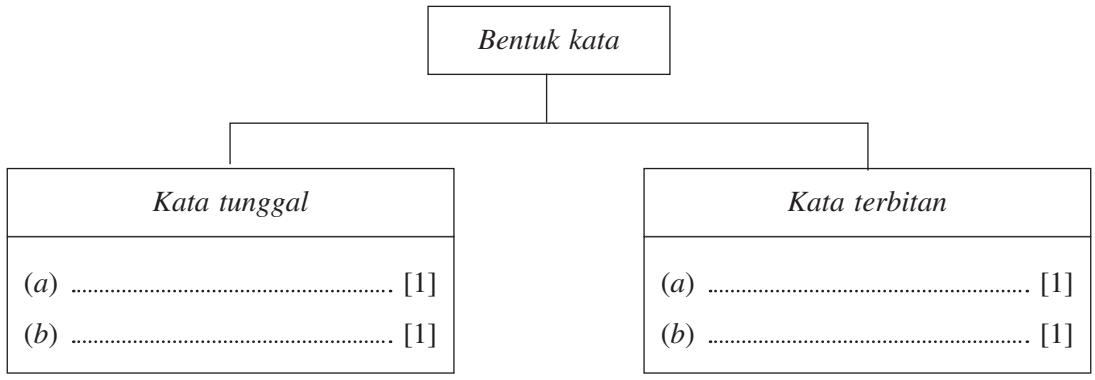 Bentuk kata
Kata tunggal
(a) ................................................ [1]
(b) ................................................ [1]
Kata terbitan
(a) ................................................ [1]
(b) ................................................ [1]